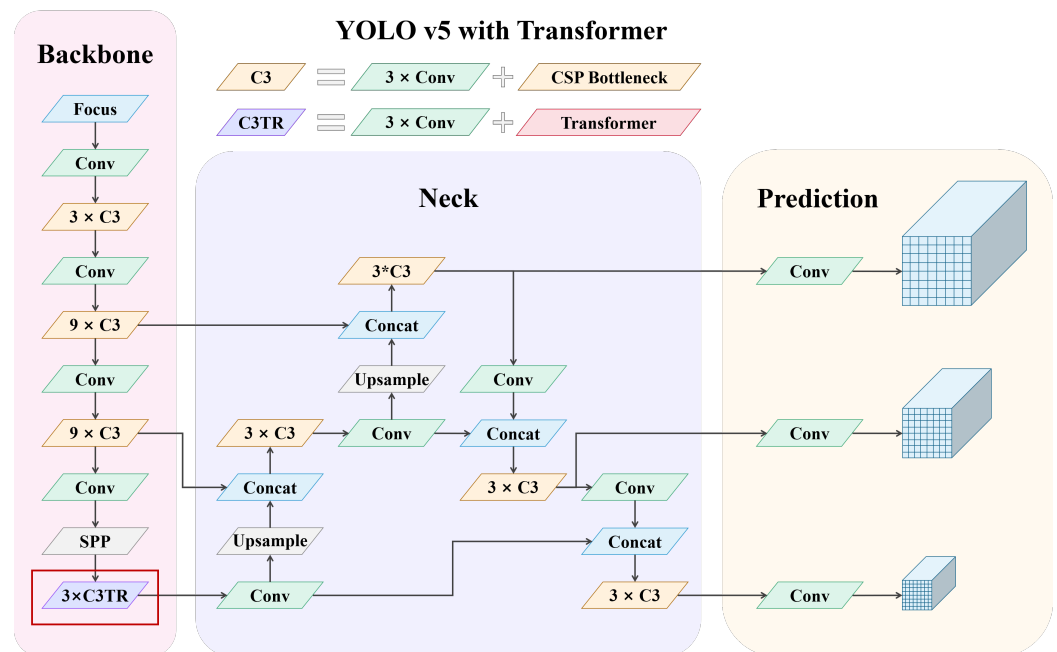 YOLO v5 with Transformer
C3 = 3 × Conv + CSP Bottleneck
C3TR = 3 × Conv + Transformer
Backbone
Focus
Conv
3 × C3
Conv
9 × C3
Conv
9 × C3
Conv
SPP
3×C3TR
Neck
3*C3
Concat
Upsample
Conv
3 × C3
Conv
Concat
Concat
3 × C3
Conv
Upsample
Concat
Conv
3 × C3
Prediction
Conv
Conv
Conv